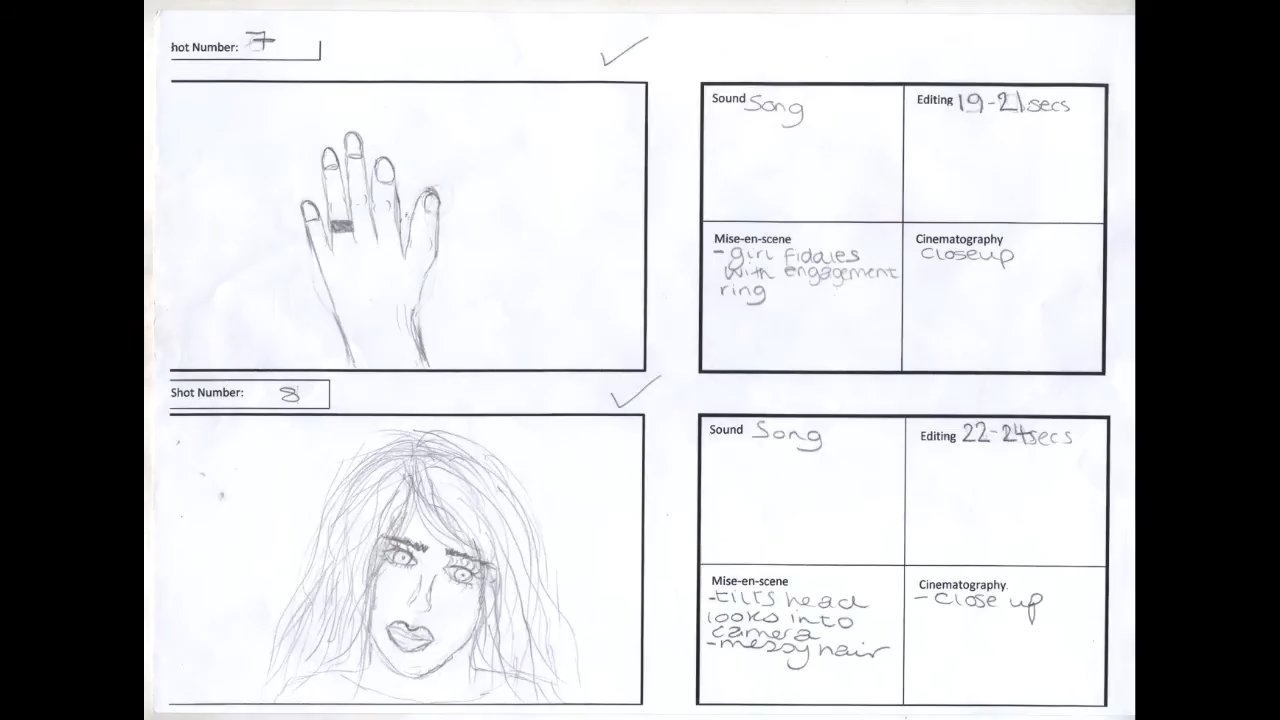 hot Number: 7
Sound Song
Editing 19-21secs
Mise-en-scene
- girl fiddles
with engagement
ring
Cinematography
closeup
Shot Number: 8
Sound Song
Editing 22-24secs
Mise-en-scene
-tilts head
looks into
camera
-messy hair
Cinematography
- close up